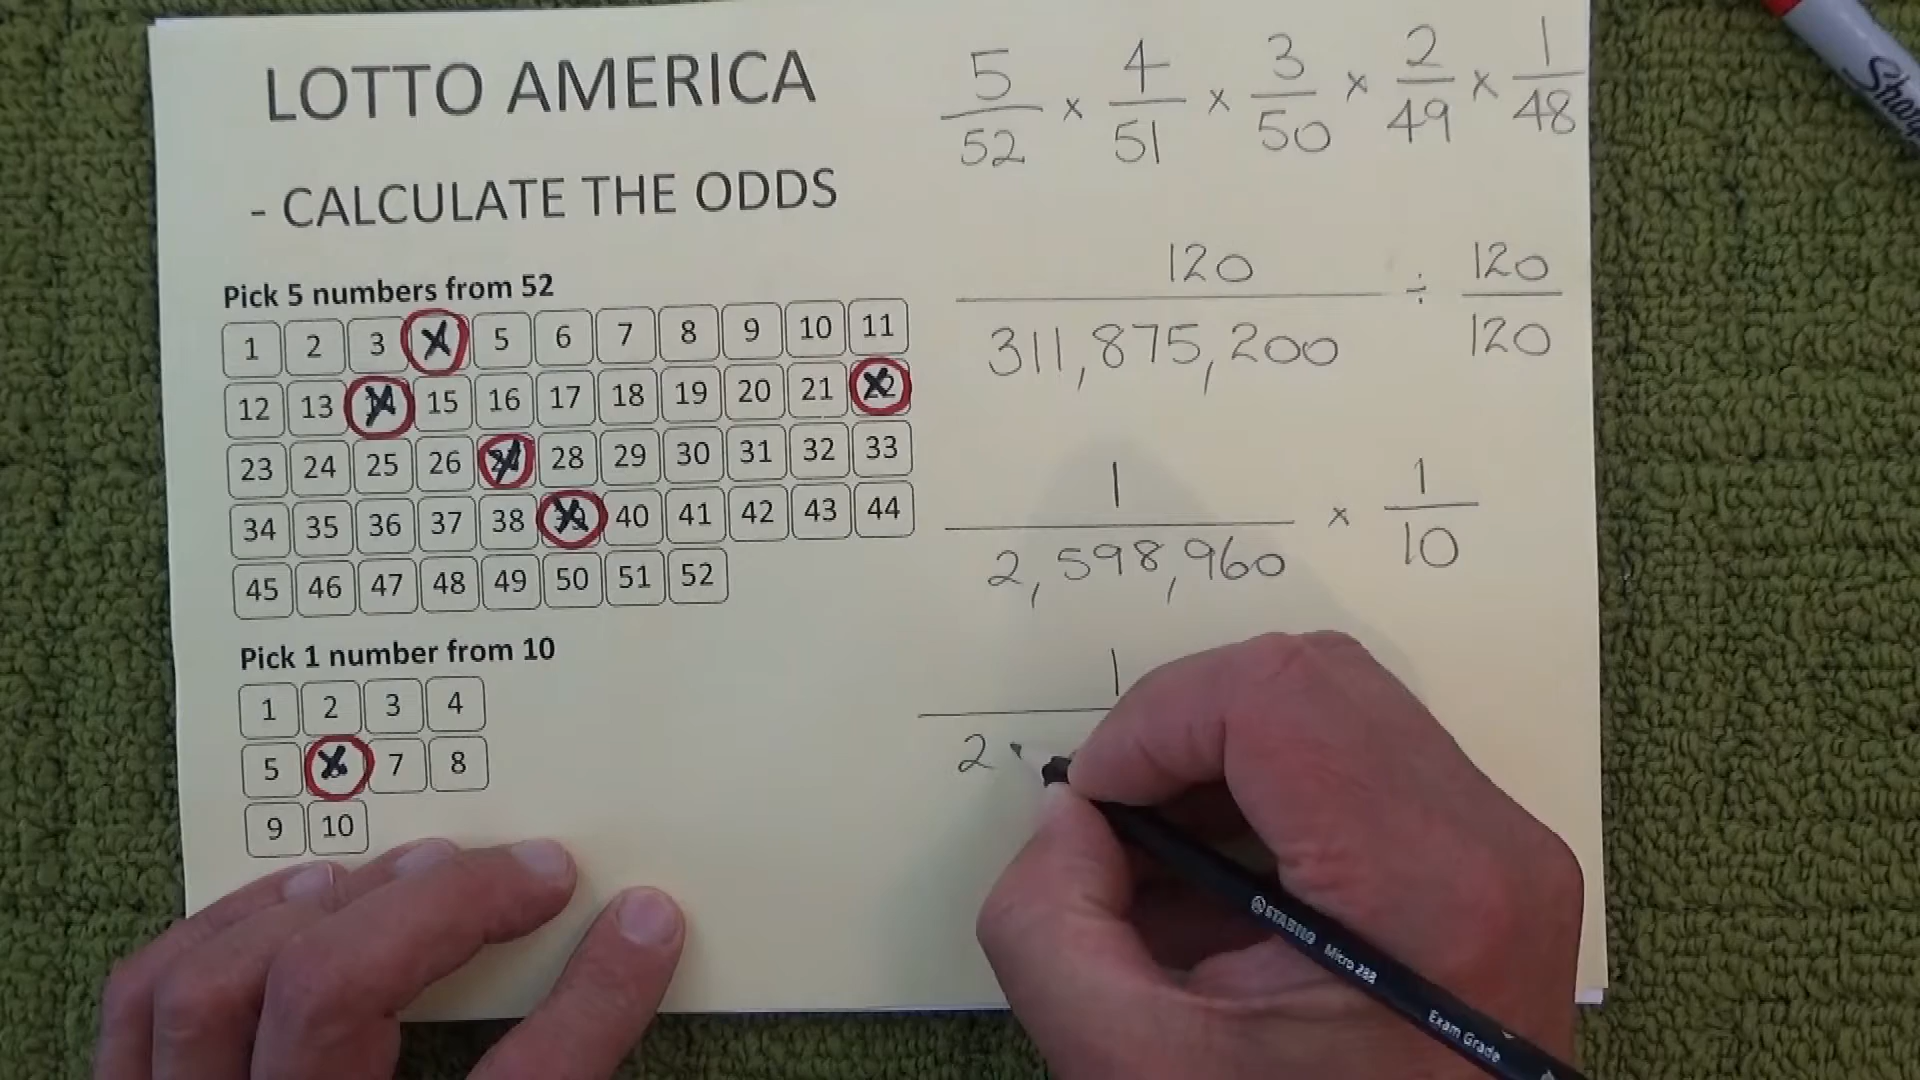 LOTTO AMERICA
- CALCULATE THE ODDS
Pick 5 numbers from 52
1 2 3 4 5 6 7 8 9 10 11
12 13 14 15 16 17 18 19 20 21 22
23 24 25 26 27 28 29 30 31 32 33
34 35 36 37 38 39 40 41 42 43 44
45 46 47 48 49 50 51 52
Pick 1 number from 10
1 2 3 4
5 6 7 8
9 10
5 4 3 2 1
× × × ×
52 51 50 49 48
120 ÷ 120
311,875,200 120
1 × 1
2,598,960 10
1
2
Sharp
STABILO Micro 288 Exam Grade